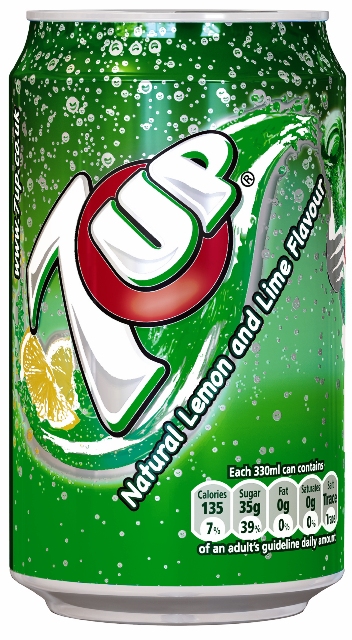 www.7up.co.uk
7UP®
Natural Lemon and Lime Flavour
Each 330ml can contains
Calories Sugar Fat Saturates Salt
135 35g 0g 0g Trace
7% 39% 0% 0% Trace
of an adult's guideline daily amount